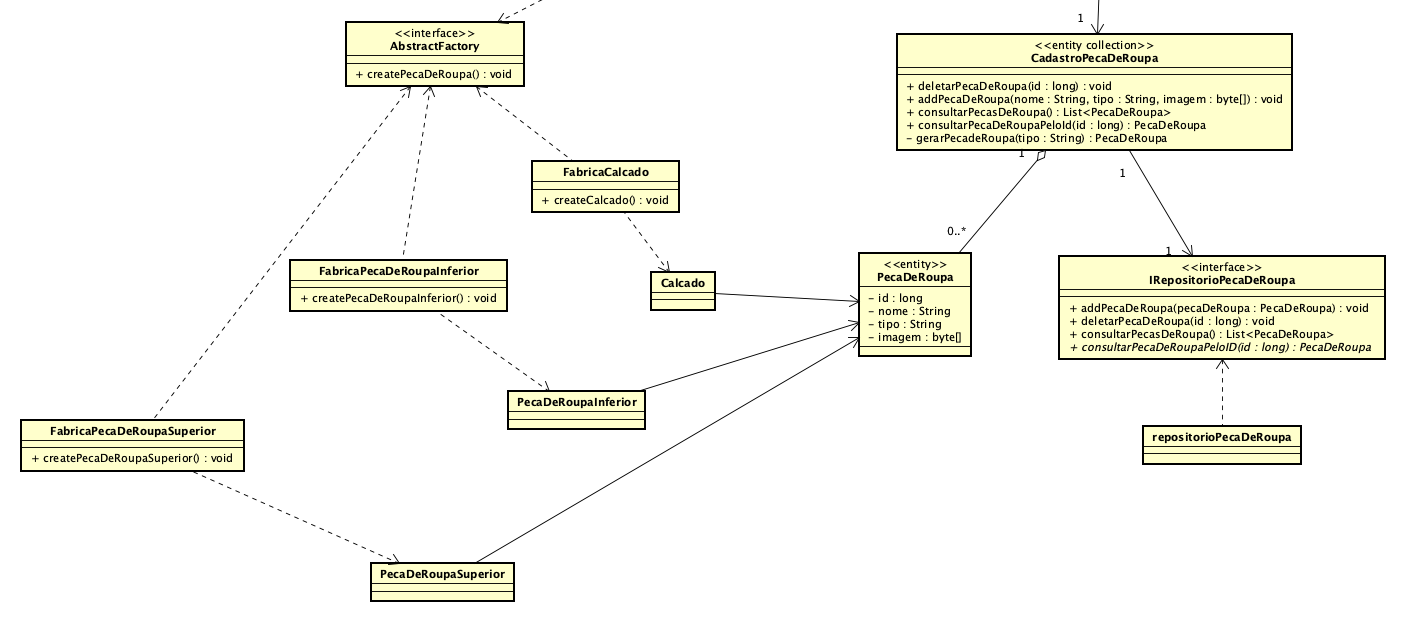 <<interface>>
AbstractFactory
+ createPecaDeRoupa() : void
1
<<entity collection>>
CadastroPecaDeRoupa
+ deletarPecaDeRoupa(id : long) : void
+ addPecaDeRoupa(nome : String, tipo : String, imagem : byte[]) : void
+ consultarPecasDeRoupa() : List<PecaDeRoupa>
+ consultarPecaDeRoupaPeloId(id : long) : PecaDeRoupa
- gerarPecadeRoupa(tipo : String) : PecaDeRoupa
1
1
FabricaCalcado
+ createCalcado() : void
0..*
1
FabricaPecaDeRoupaInferior
+ createPecaDeRoupaInferior() : void
Calcado
<<entity>>
PecaDeRoupa
- id : long
- nome : String
- tipo : String
- imagem : byte[]
<<interface>>
IRepositorioPecaDeRoupa
+ addPecaDeRoupa(pecaDeRoupa : PecaDeRoupa) : void
+ deletarPecaDeRoupa(id : long) : void
+ consultarPecasDeRoupa() : List<PecaDeRoupa>
+ consultarPecaDeRoupaPeloID(id : long) : PecaDeRoupa
PecaDeRoupaInferior
FabricaPecaDeRoupaSuperior
+ createPecaDeRoupaSuperior() : void
repositorioPecaDeRoupa
PecaDeRoupaSuperior